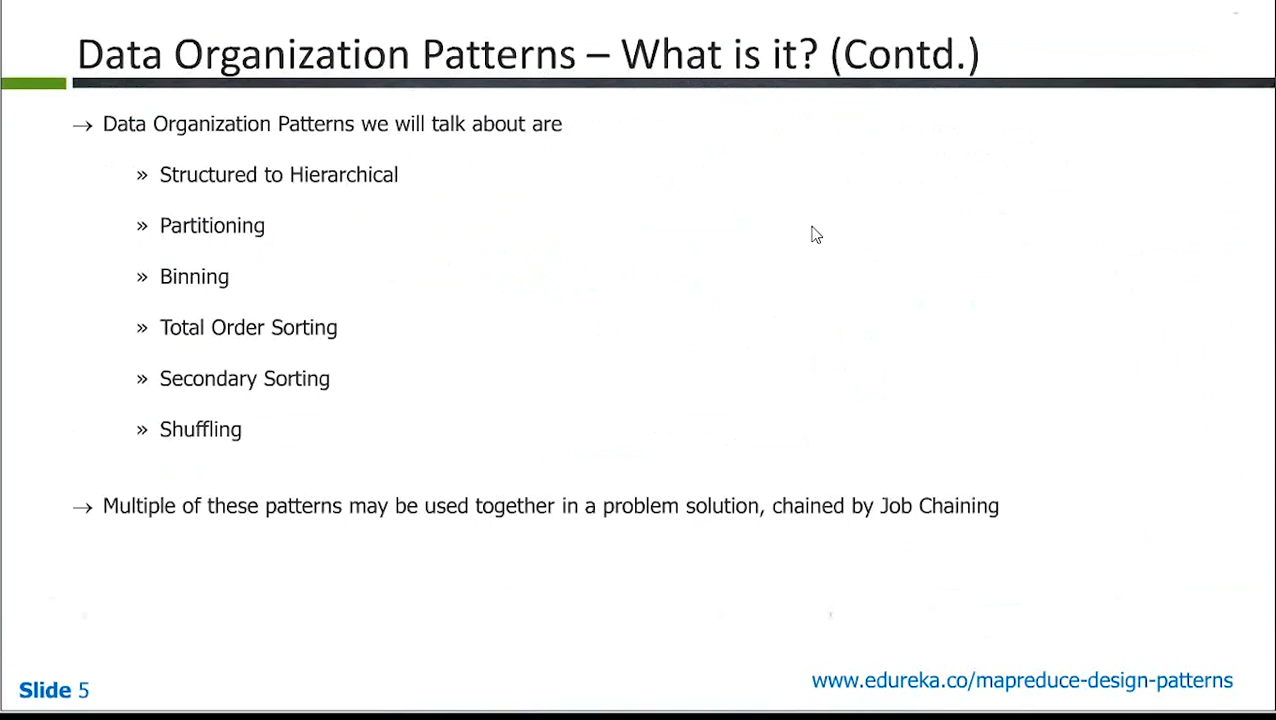 Data Organization Patterns – What is it? (Contd.)
→ Data Organization Patterns we will talk about are
» Structured to Hierarchical
» Partitioning
» Binning
» Total Order Sorting
» Secondary Sorting
» Shuffling
→ Multiple of these patterns may be used together in a problem solution, chained by Job Chaining
Slide 5
www.edureka.co/mapreduce-design-patterns